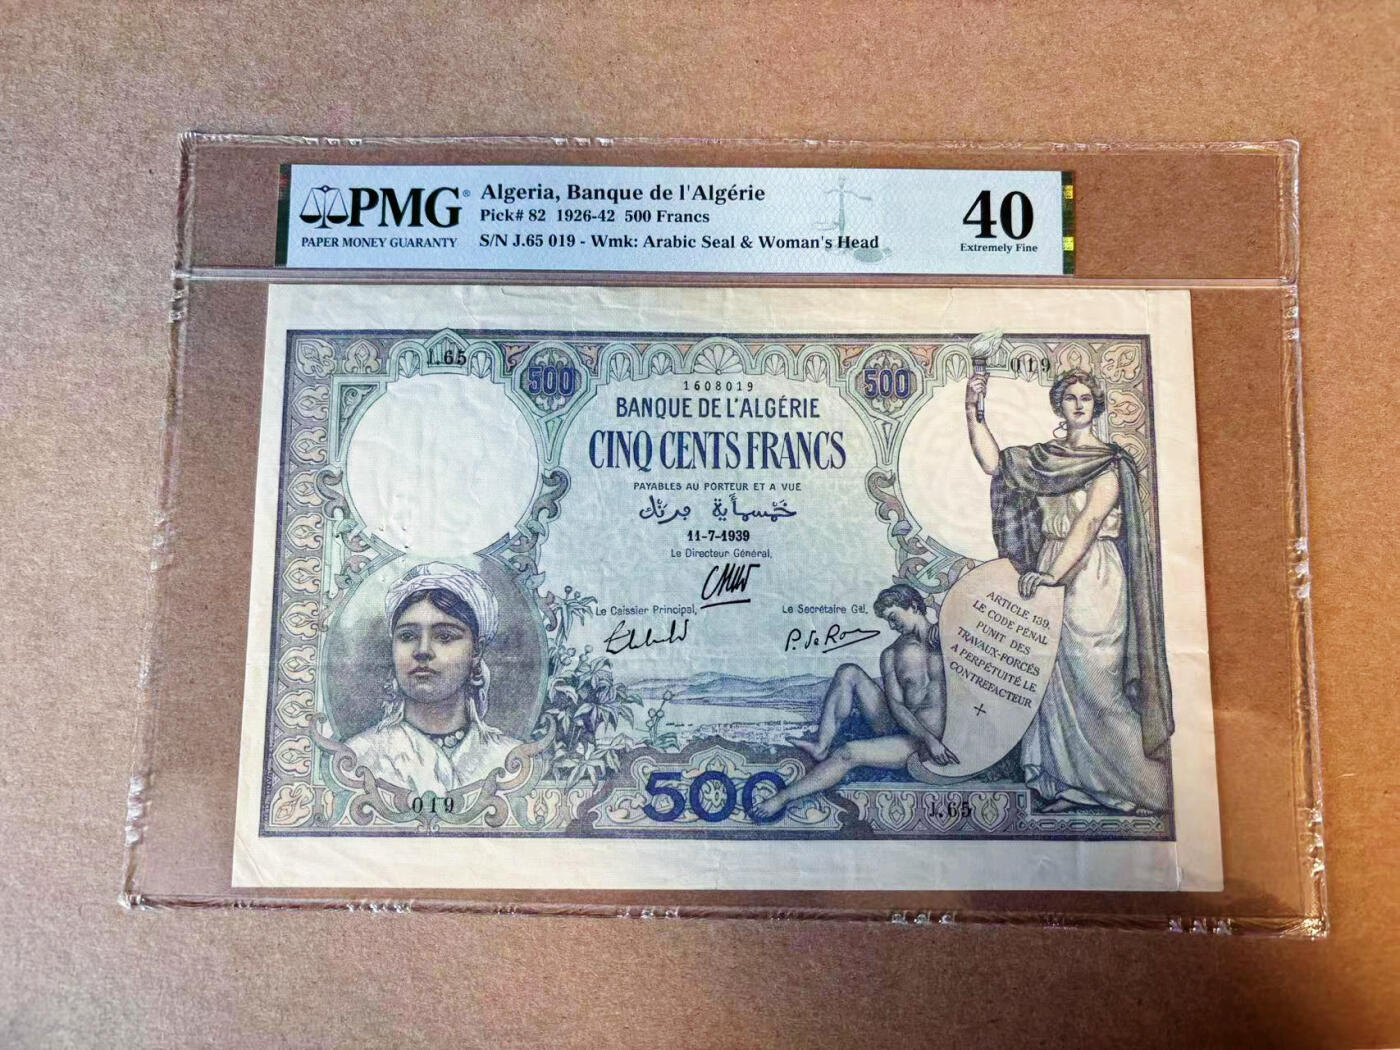 PMG®
PAPER MONEY GUARANTY
Algeria, Banque de l'Algérie
Pick# 82 1926-42 500 Francs
S/N J.65 019 - Wmk: Arabic Seal & Woman's Head
40
Extremely Fine
J.65
019
500
500
1608019
BANQUE DE L'ALGÉRIE
CINQ CENTS FRANCS
PAYABLES AU PORTEUR ET A VUE
خمسمأية فرنك
11-7-1939
Le Directeur Général,
Le Caissier Principal,
Le Secrétaire Gal.
P. de Rou
ARTICLE 139.
LE CODE PÉNAL
PUNIT DES
TRAVAUX-FORCÉS
A PERPÉTUITÉ LE
CONTREFACTEUR
019
500
J.65